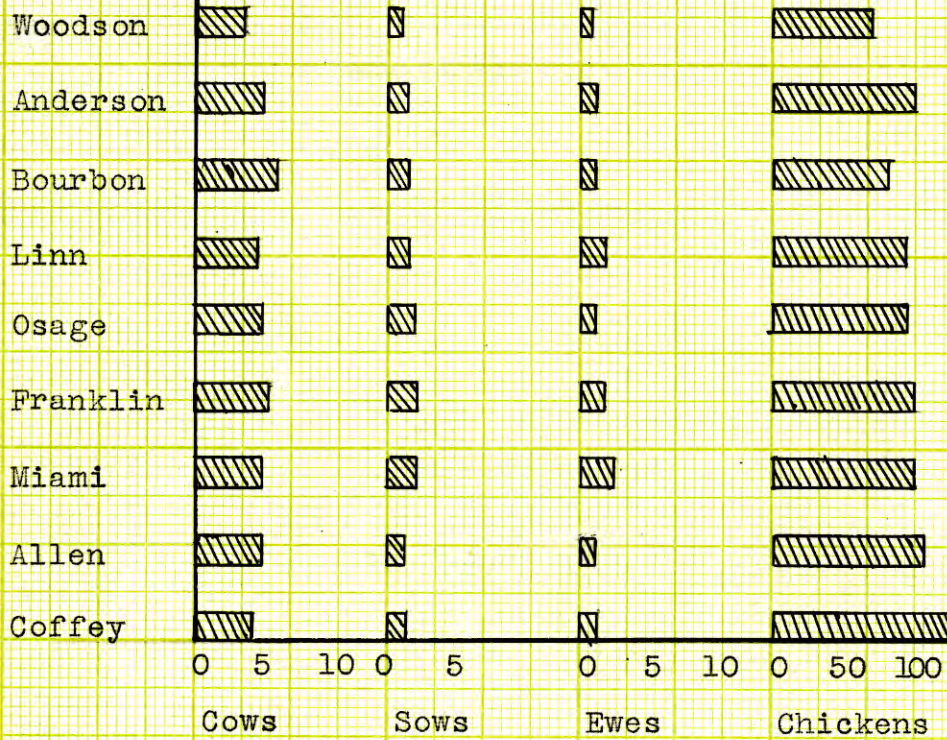 Woodson
Anderson
Bourbon
Linn
Osage
Franklin
Miami
Allen
Coffey
0 5 10 0 5 0 5 10 0 50 100
Cows Sows Ewes Chickens